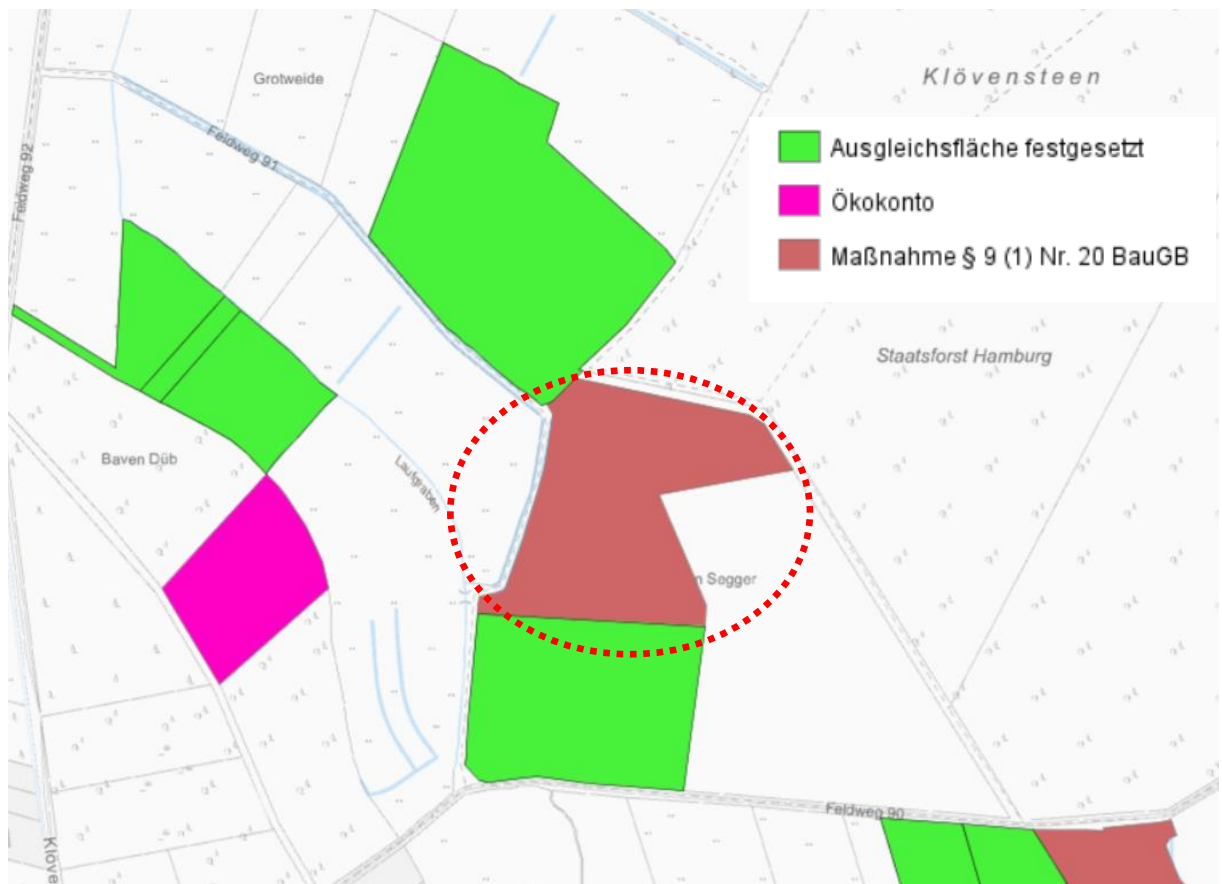 Grotweide
Klövensteen
Feldweg 91
Feldweg 92
Ausgleichsfläche festgesetzt
Ökokonto
Maßnahme § 9 (1) Nr. 20 BauGB
Staatsforst Hamburg
Baven Düb
Laufgraben
n Segger
Feldweg 90
Klöve